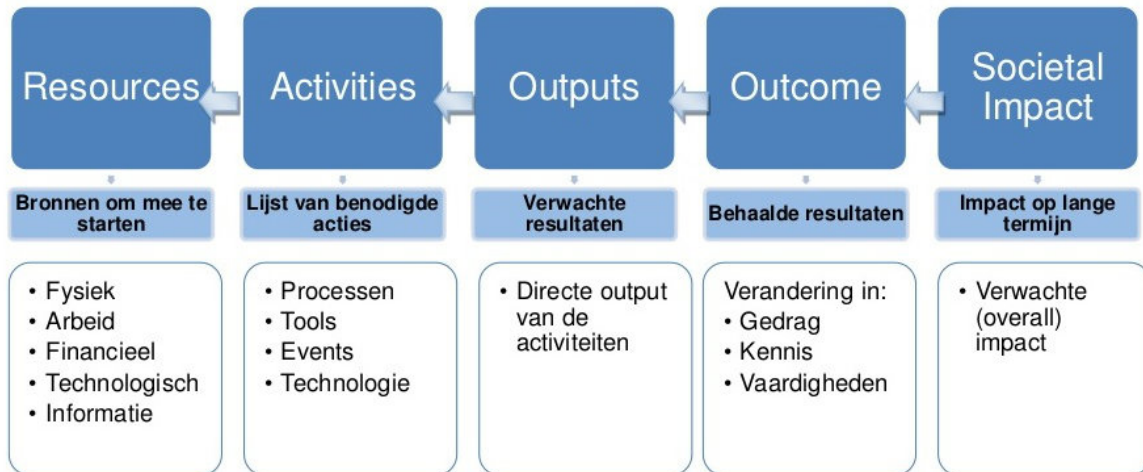 Resources
Activities
Outputs
Outcome
Societal
Impact
Bronnen om mee te
starten
Lijst van benodigde
acties
Verwachte
resultaten
Behaalde resultaten
Impact op lange
termijn
• Fysiek
• Arbeid
• Financieel
• Technologisch
• Informatie
• Processen
• Tools
• Events
• Technologie
• Directe output
van de
activiteiten
Verandering in:
• Gedrag
• Kennis
• Vaardigheden
• Verwachte
(overall)
impact